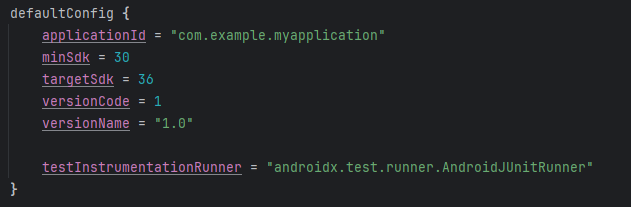 defaultConfig {
    applicationId = "com.example.myapplication"
    minSdk = 30
    targetSdk = 36
    versionCode = 1
    versionName = "1.0"

    testInstrumentationRunner = "androidx.test.runner.AndroidJUnitRunner"
}